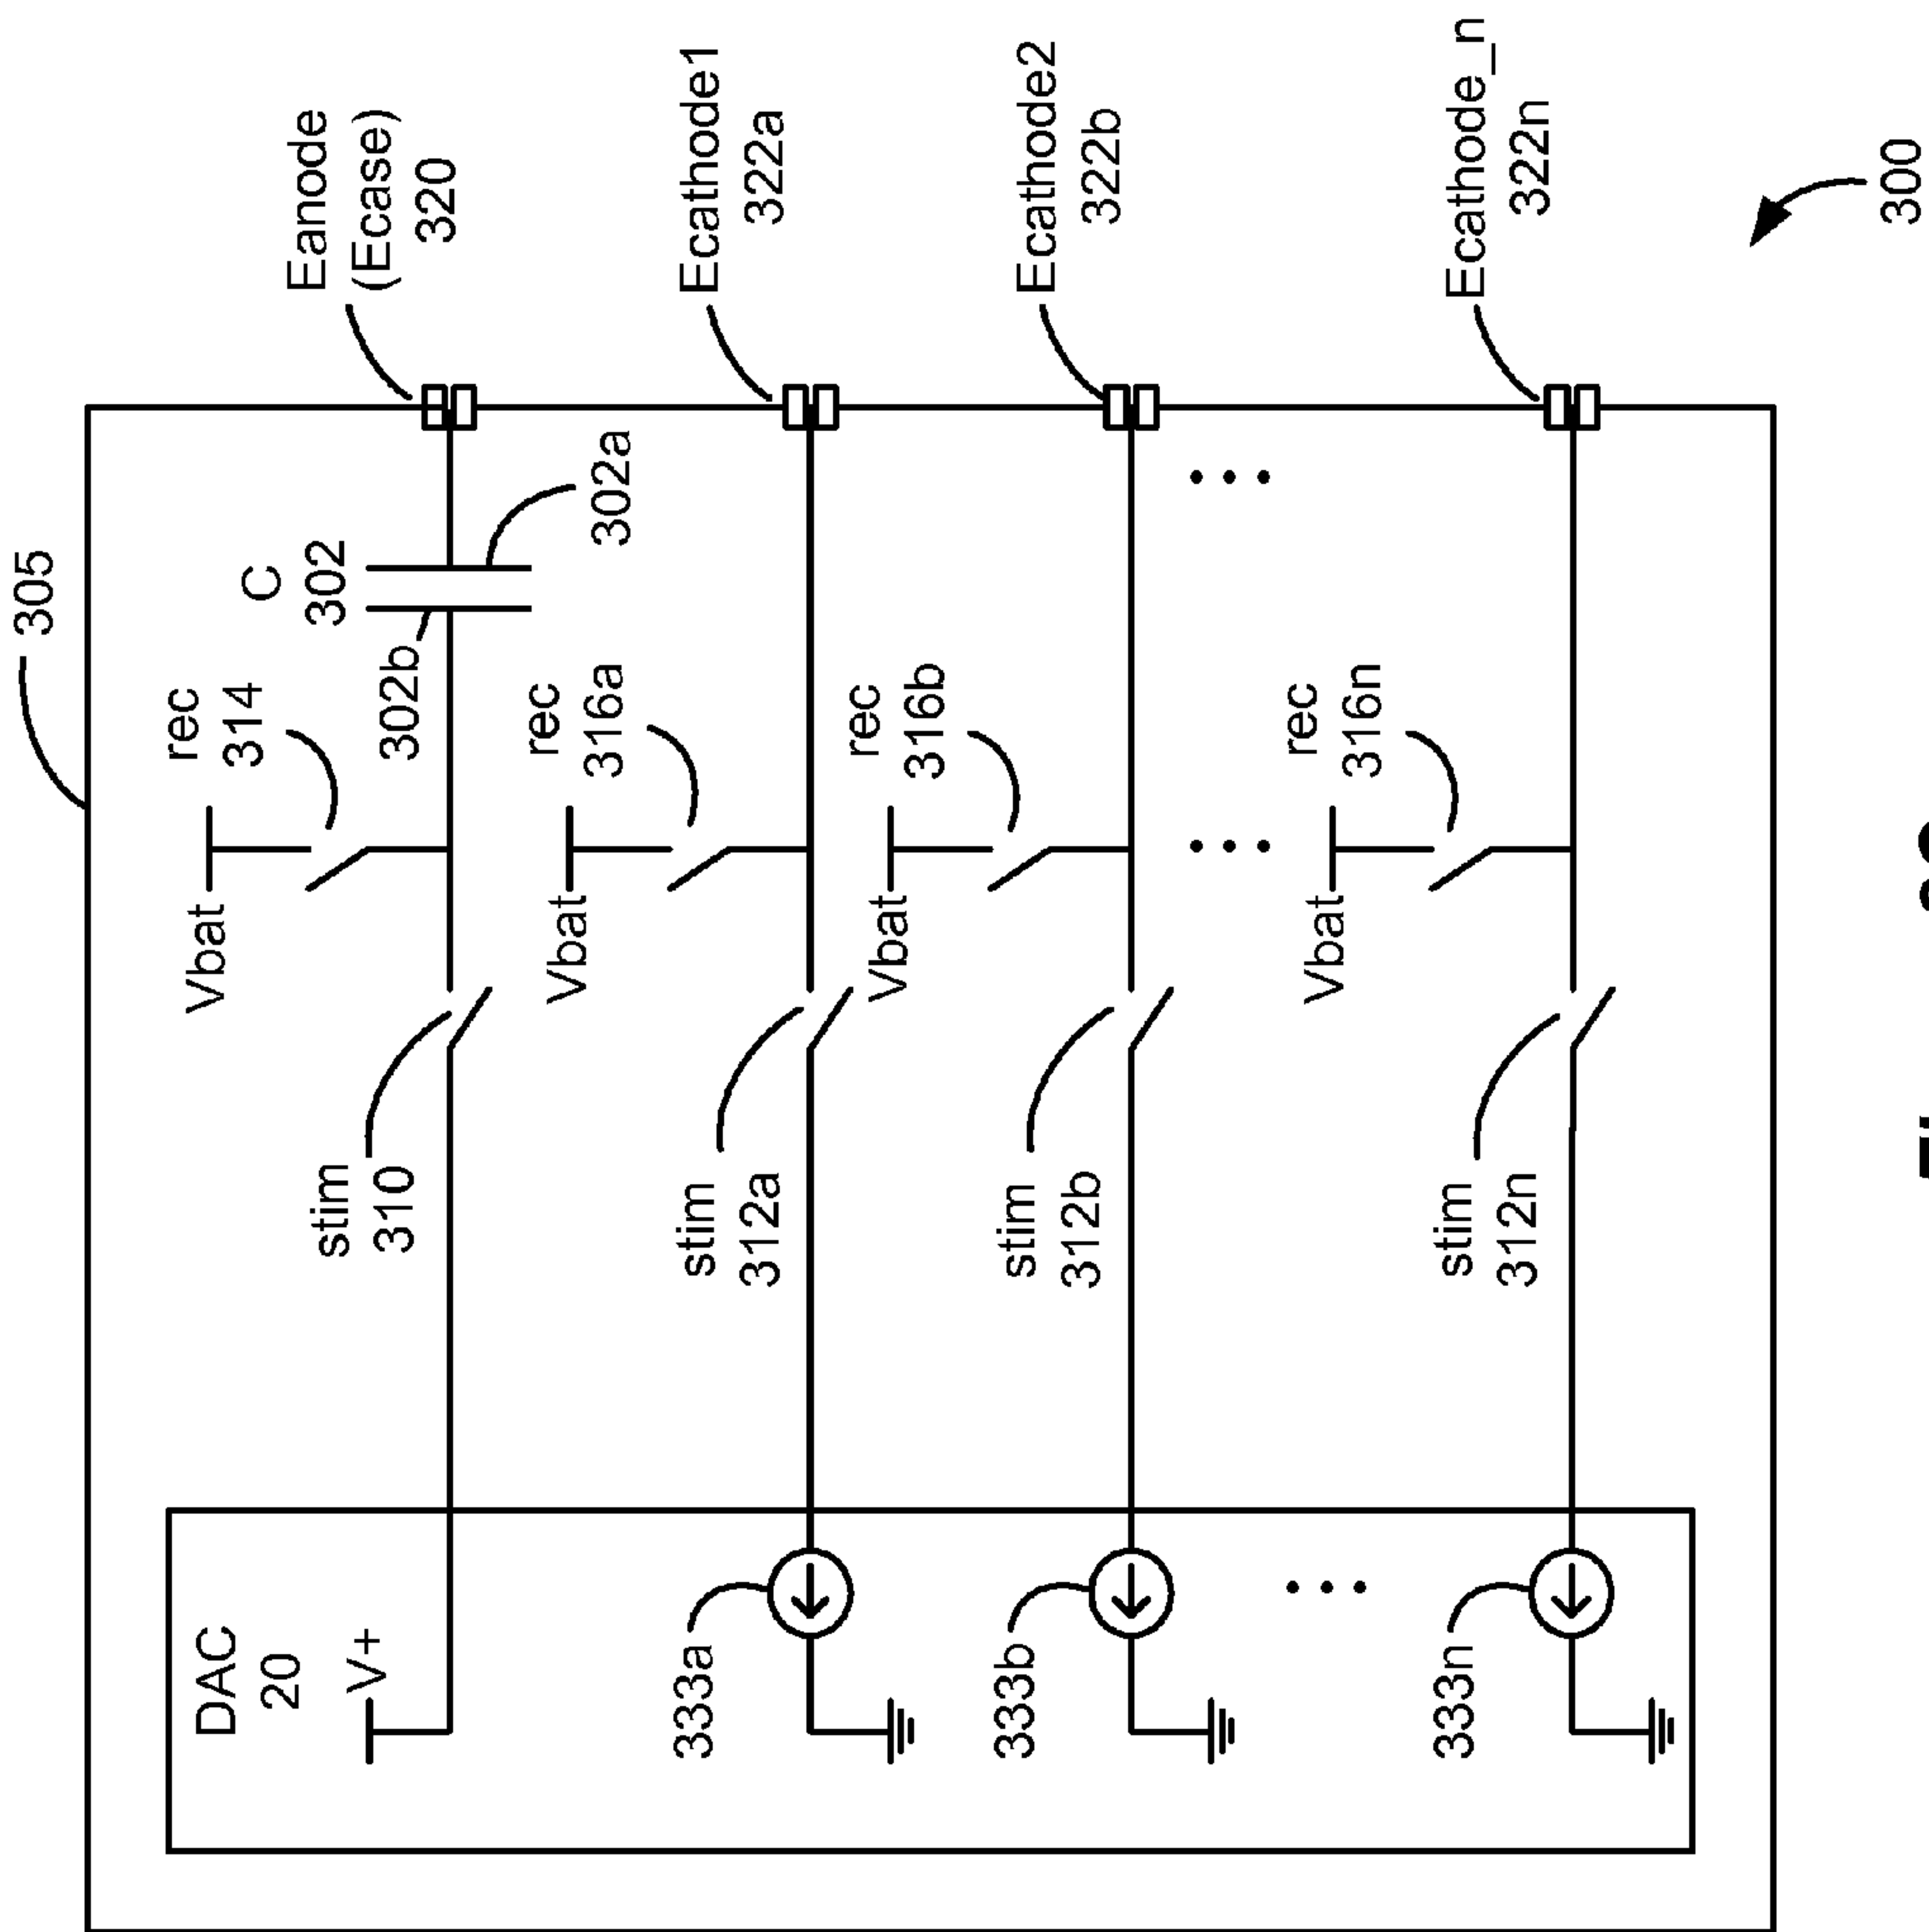 305
DAC
20
V+
stim
310
Vbat
rec
314
C
302
302b
302a
Eanode
(Ecase)
320
333a
stim
312a
Vbat
rec
316a
Ecathode1
322a
333b
stim
312b
Vbat
rec
316b
Ecathode2
322b
333n
stim
312n
Vbat
rec
316n
Ecathode_n
322n
300